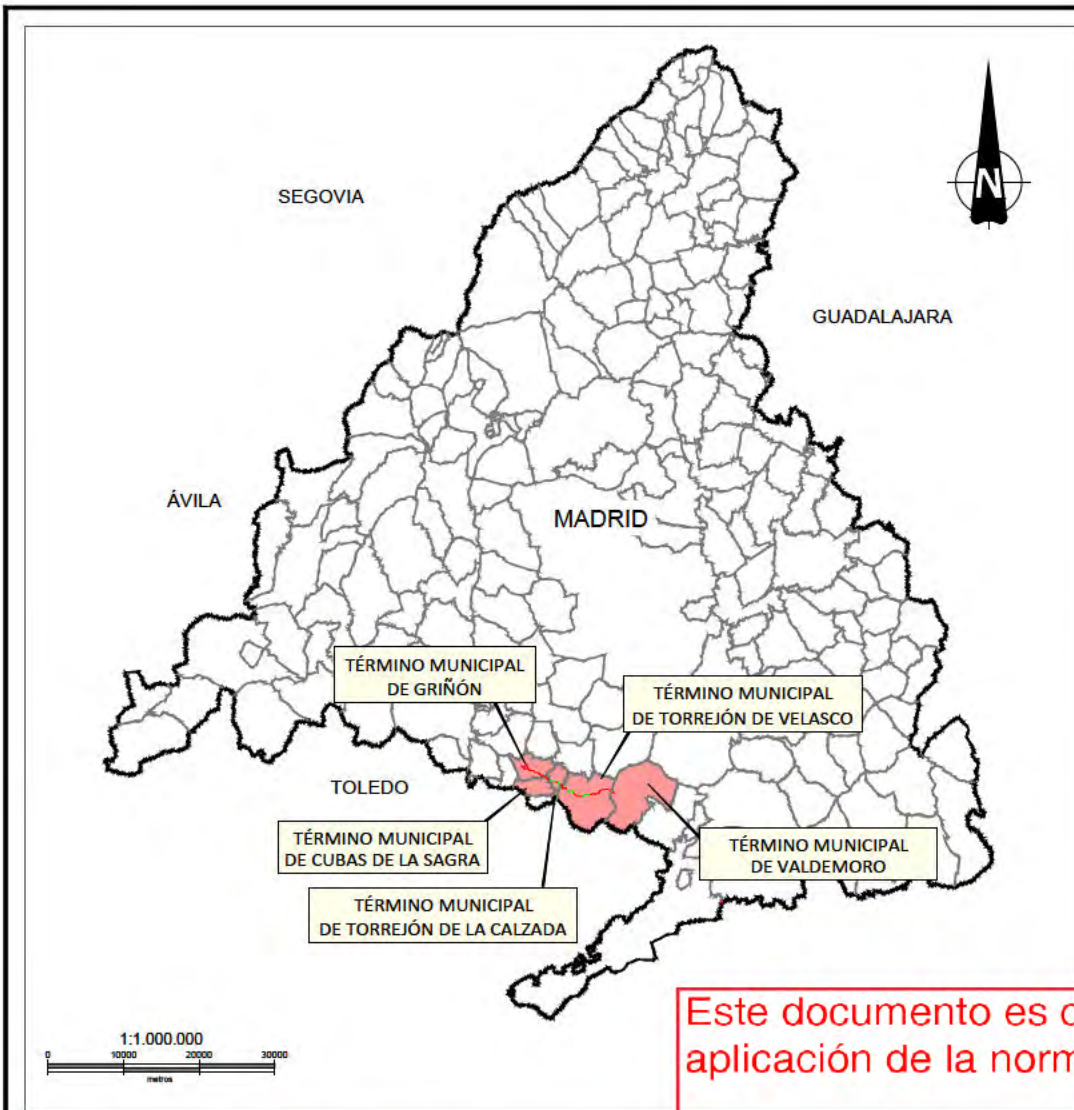 SEGOVIA
N
GUADALAJARA
ÁVILA
MADRID
TÉRMINO MUNICIPAL
DE GRIÑÓN
TÉRMINO MUNICIPAL
DE TORREJÓN DE VELASCO
TOLEDO
TÉRMINO MUNICIPAL
DE CUBAS DE LA SAGRA
TÉRMINO MUNICIPAL
DE VALDEMORO
TÉRMINO MUNICIPAL
DE TORREJÓN DE LA CALZADA
Este documento es
aplicación de la norm
1:1.000.000
0 10000 20000 30000
metros